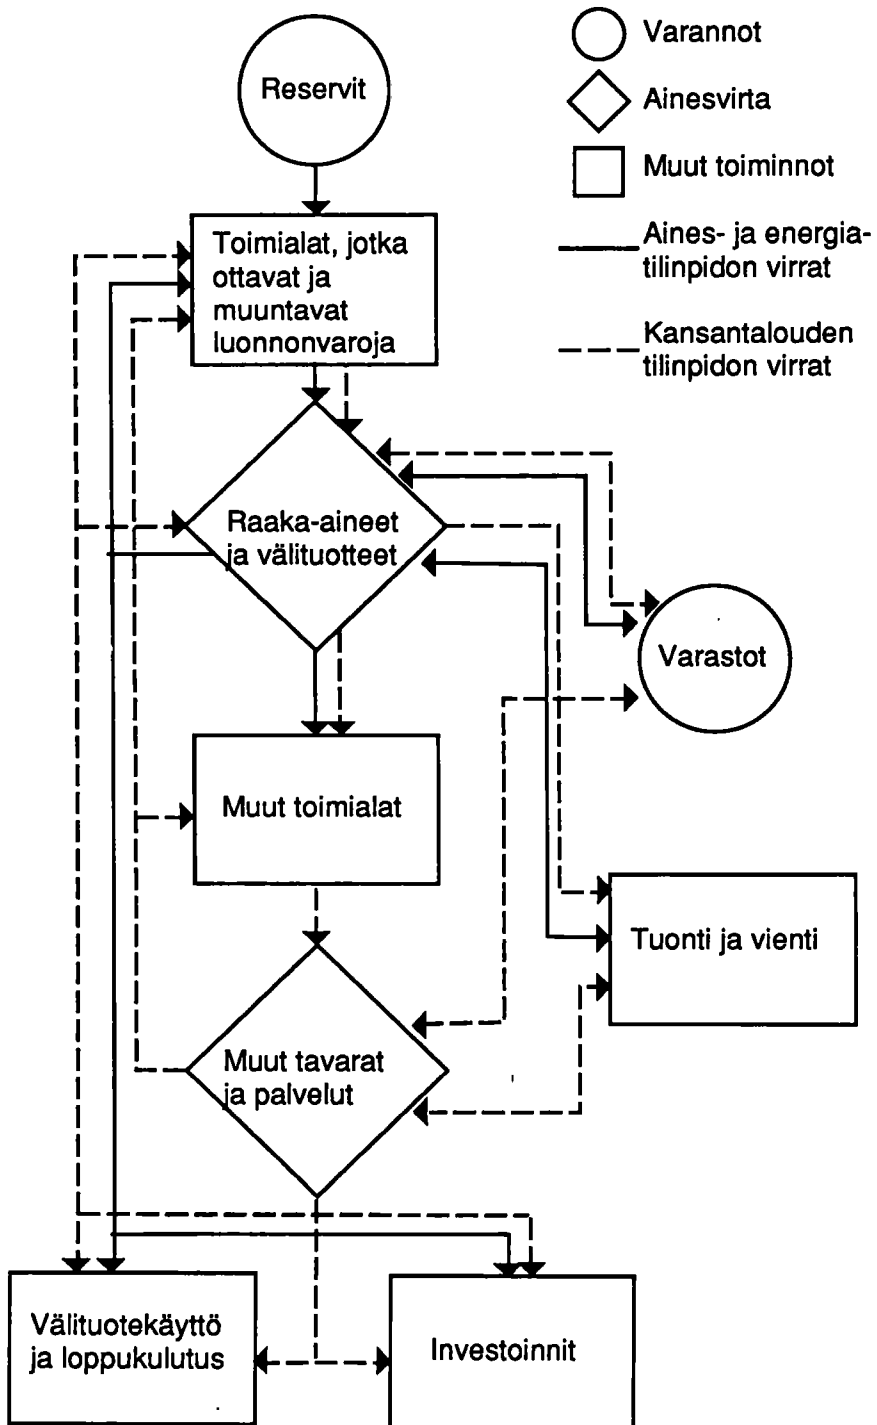 Varannot
Reservit
Ainesvirta
Muut toiminnot
Toimialat, jotka
ottavat ja
muuntavat
luonnonvaroja
Aines- ja energia-
tilinpidon virrat
Kansantalouden
tilinpidon virrat
Raaka-aineet
ja välituotteet
Varastot
Muut toimialat
Tuonti ja vienti
Muut tavarat
ja palvelut
Välituotekäyttö
ja loppukulutus
Investoinnit